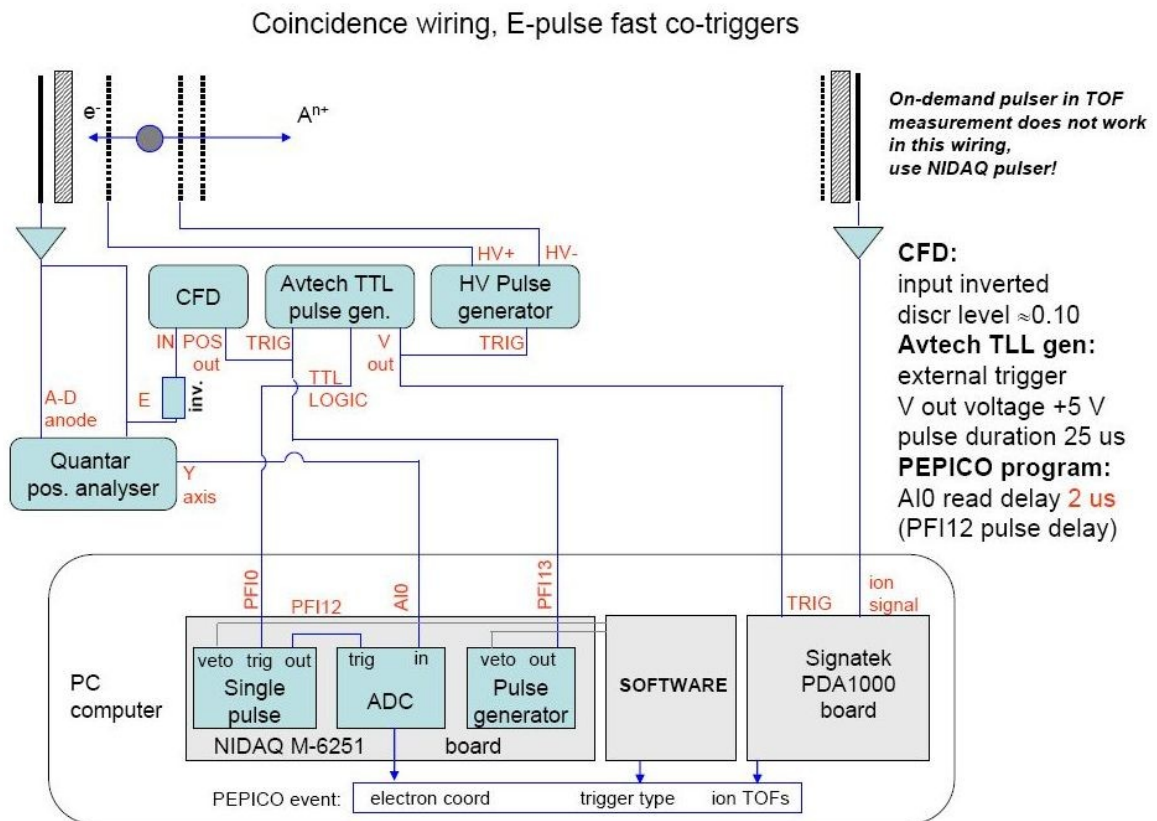 Coincidence wiring, E-pulse fast co-triggers
e-
An+
On-demand pulser in TOF
measurement does not work
in this wiring,
use NIDAQ pulser!
HV+
HV-
CFD
Avtech TTL
pulse gen.
HV Pulse
generator
IN
POS
out
TRIG
V
out
TRIG
TTL
LOGIC
inv.
A-D
anode
E
Quantar
pos. analyser
Y
axis
CFD:
input inverted
discr level ≈0.10
Avtech TLL gen:
external trigger
V out voltage +5 V
pulse duration 25 us
PEPICO program:
AI0 read delay 2 us
(PFI12 pulse delay)
PFI0
PFI12
AI0
PFI13
TRIG
ion
signal
PC
computer
veto trig out
Single
pulse
trig in
ADC
veto out
Pulse
generator
NIDAQ M-6251 board
SOFTWARE
Signatek
PDA1000
board
PEPICO event: electron coord trigger type ion TOFs